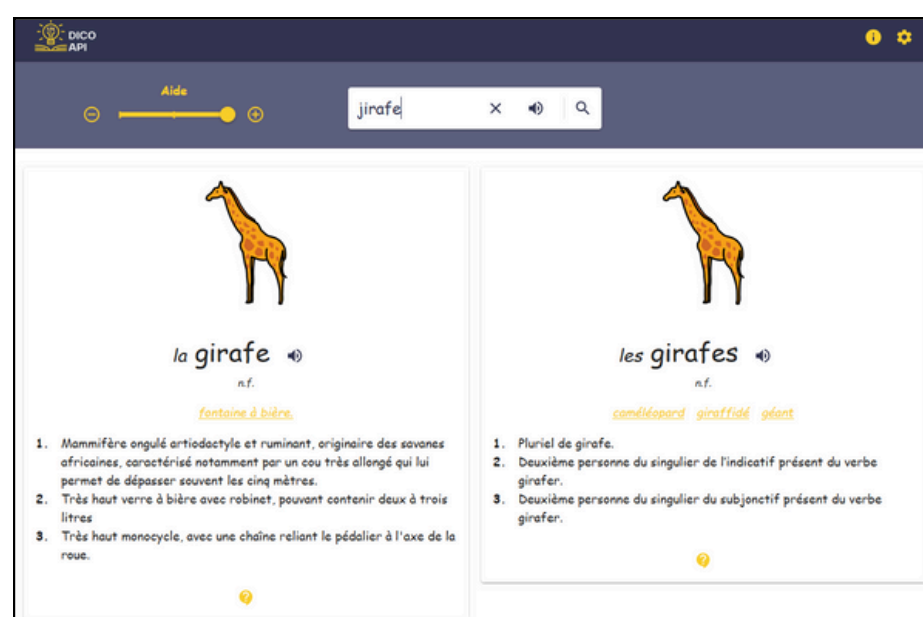 DICO
API
Aide
jirafe
la girafe
n.f.
fontaine à bière.
1. Mammifère ongulé artiodactyle et ruminant, originaire des savanes
africaines, caractérisé notamment par un cou très allongé qui lui
permet de dépasser souvent les cinq mètres.
2. Très haut verre à bière avec robinet, pouvant contenir deux à trois
litres
3. Très haut monocycle, avec une chaîne reliant le pédalier à l'axe de la
roue.
les girafes
n.f.
caméléopard giraffidé géant
1. Pluriel de girafe.
2. Deuxième personne du singulier de l'indicatif présent du verbe
girafer.
3. Deuxième personne du singulier du subjonctif présent du verbe
girafer.